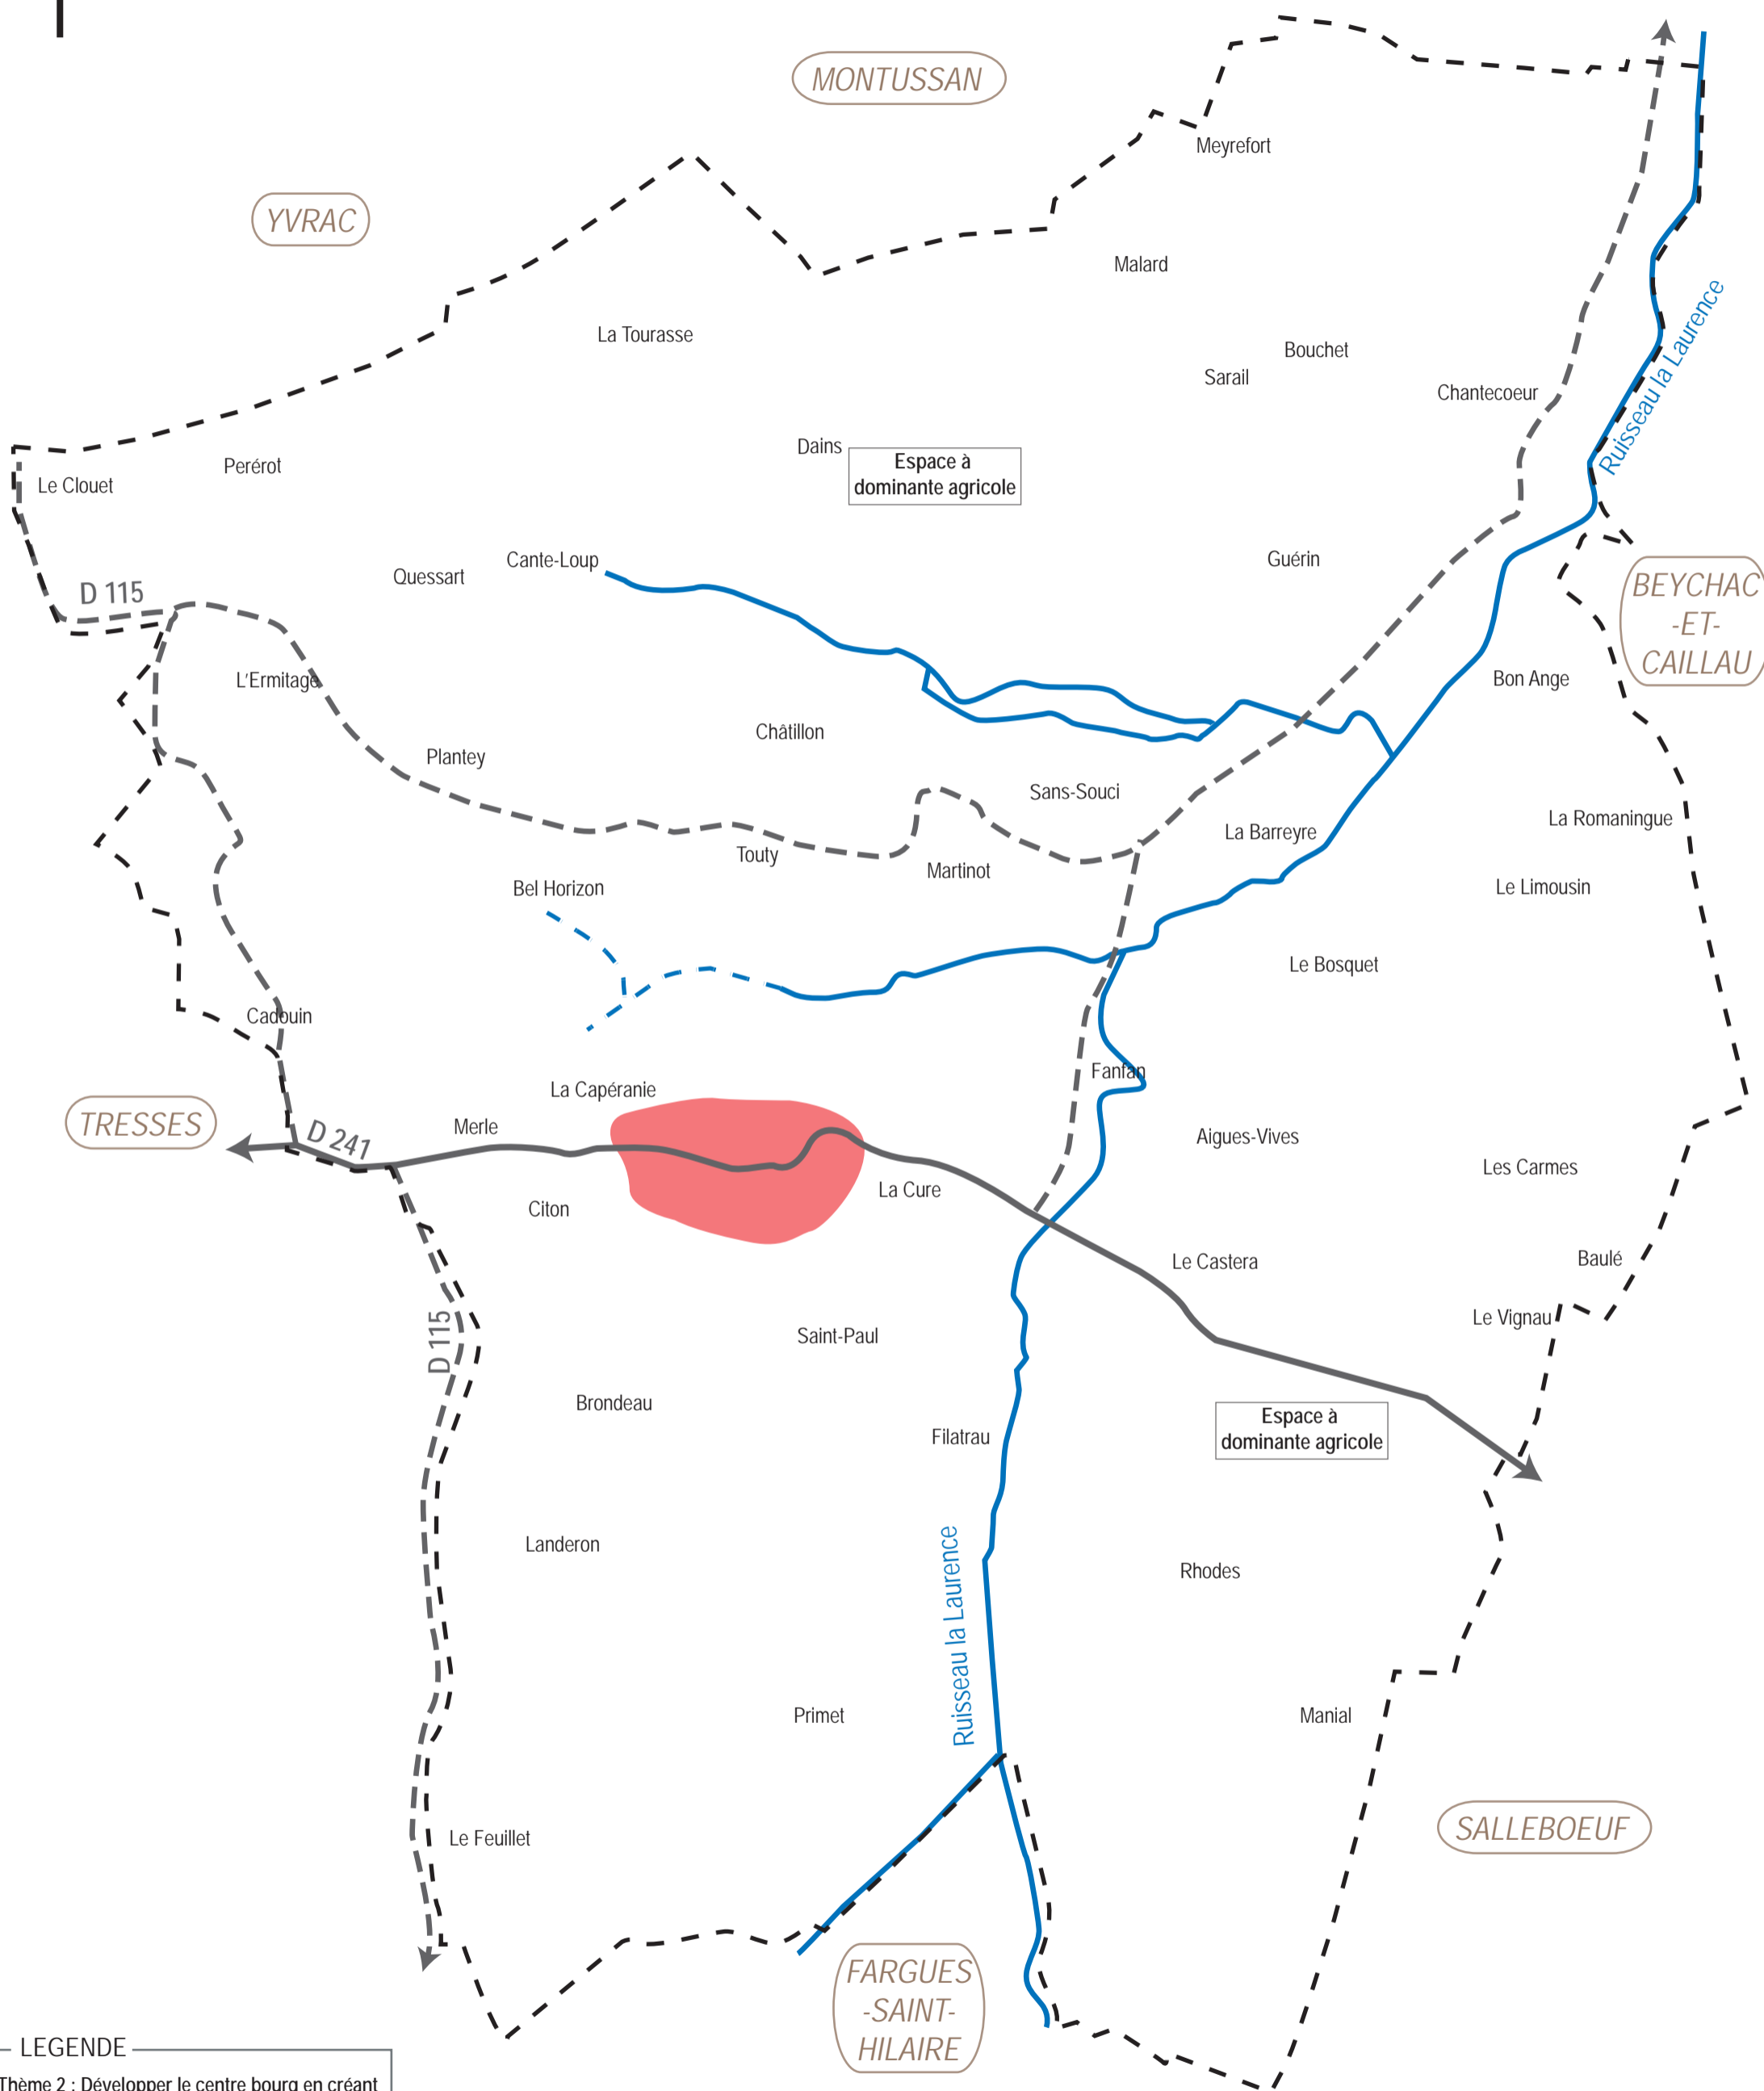 MONTUSSAN
Meyrefort
YVRAC
Malard
La Tourasse
Bouchet
Sarail
Chantecoeur
Ruisseau la Laurence
Dains
Espace à
dominante agricole
Perérot
Le Clouet
Cante-Loup
Guérin
Quessart
D 115
BEYCHAC
-ET-
CAILLAU
L'Ermitage
Bon Ange
Châtillon
Plantey
Sans-Souci
La Romaningue
La Barreyre
Touty
Martinot
Bel Horizon
Le Limousin
Le Bosquet
Cadouin
Fanfan
La Capéranie
TRESSES
Merle
D 241
Aigues-Vives
Les Carmes
La Cure
Citon
Le Castera
Baulé
Le Vignau
D 115
Saint-Paul
Brondeau
Espace à
dominante agricole
Filatrau
Landeron
Rhodes
Ruisseau la Laurence
Primet
Manial
SALLEBOEUF
Le Feuillet
FARGUES
-SAINT-
HILAIRE
LEGENDE
Thème 2 : Développer le centre bourg en créant